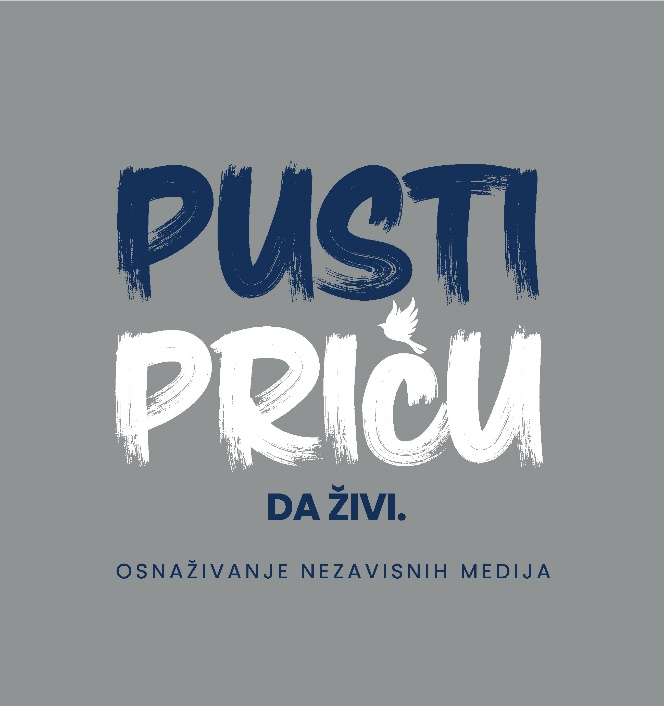 PUSTI
PRIČU
DA ŽIVI.
OSNAŽIVANJE NEZAVISNIH MEDIJA